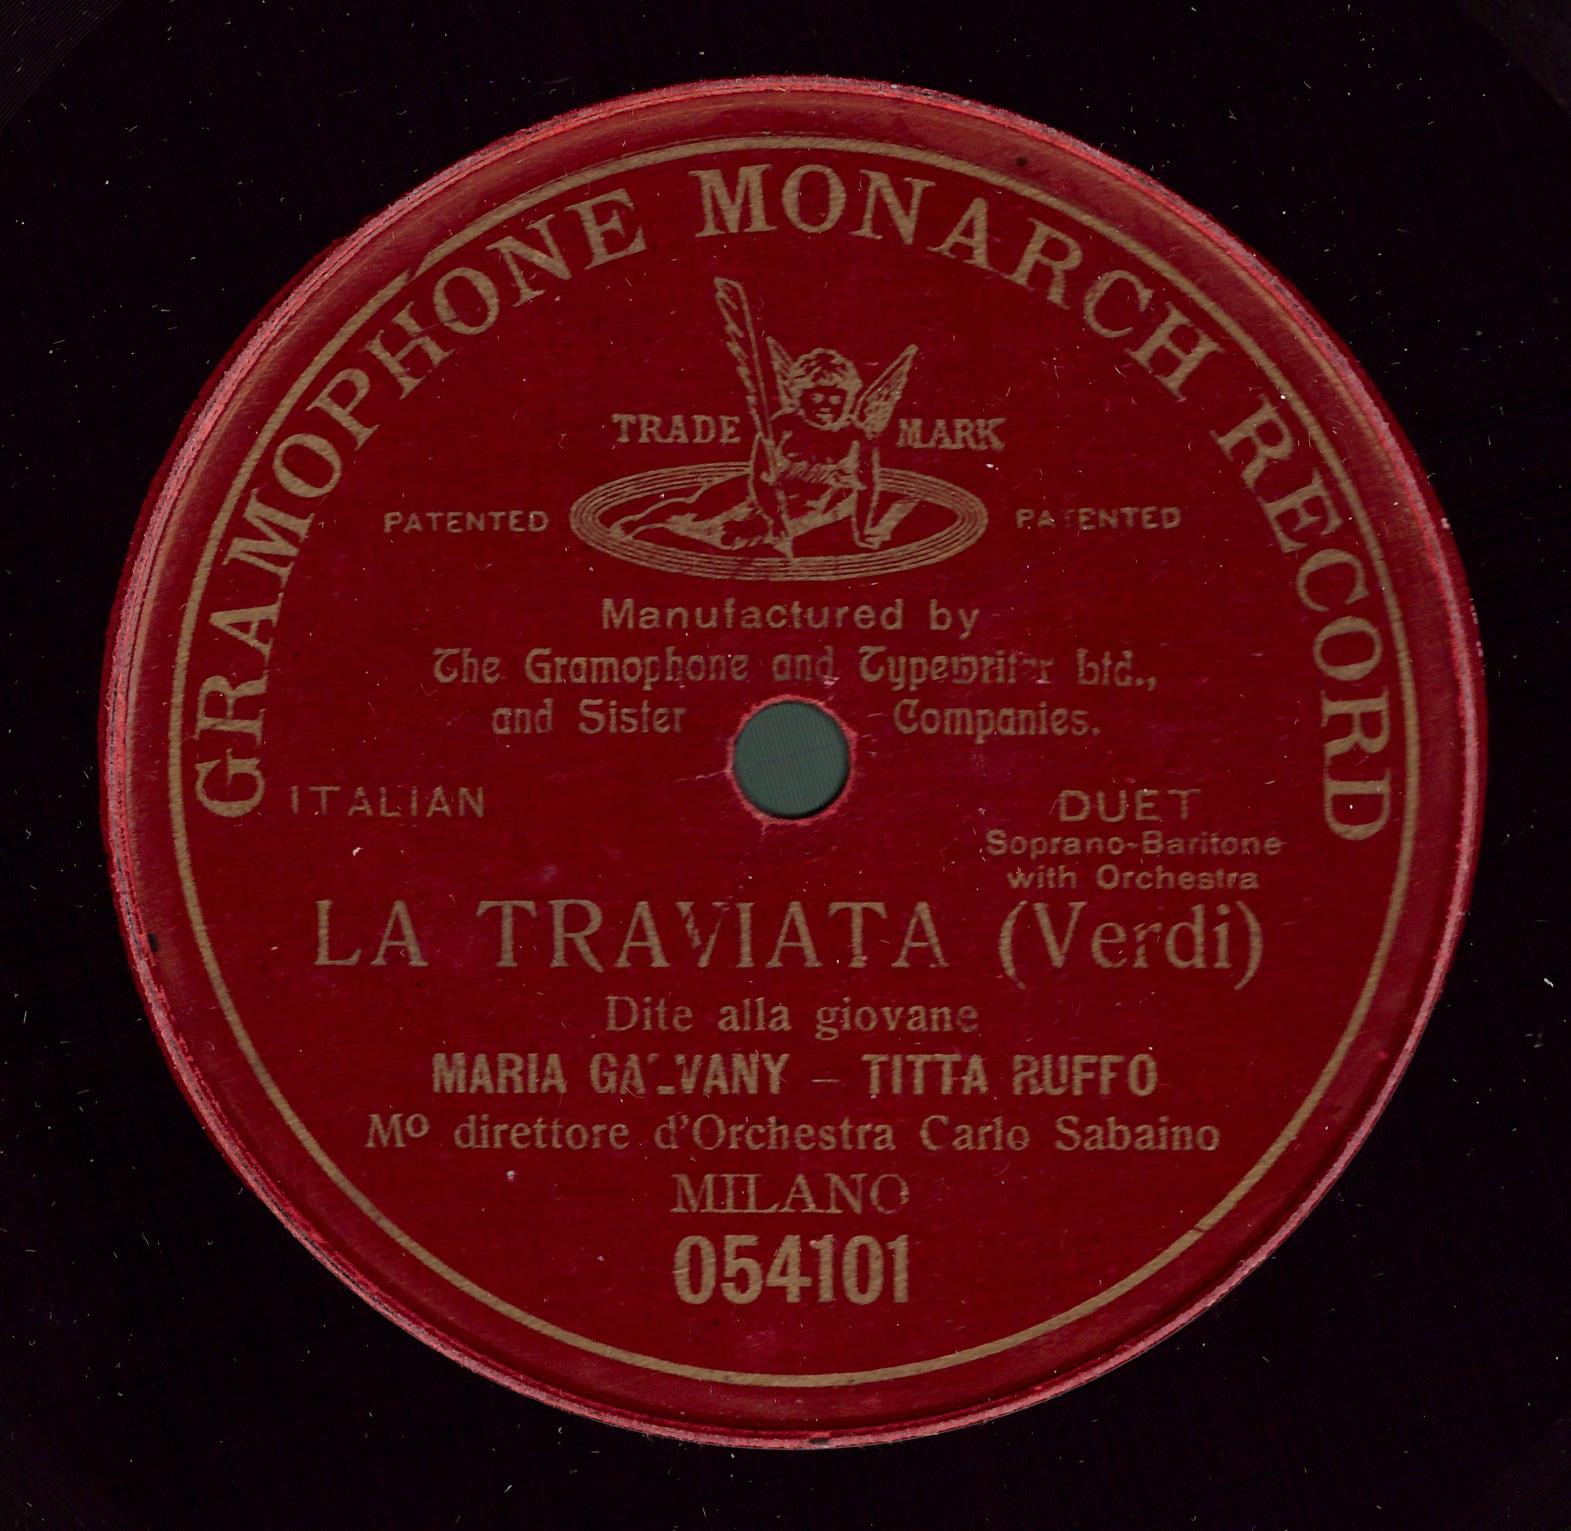 GRAMOPHONE MONARCH RECORD
TRADE MARK
PATENTED PATENTED
Manufactured by
The Gramophone and Typewriter Ltd.,
and Sister Companies.
ITALIAN
DUET
Soprano-Baritone
with Orchestra
LA TRAVIATA (Verdi)
Dite alla giovane
MARIA GALVANY – TITTA RUFFO
Mo direttore d'Orchestra Carlo Sabaino
MILANO
054101